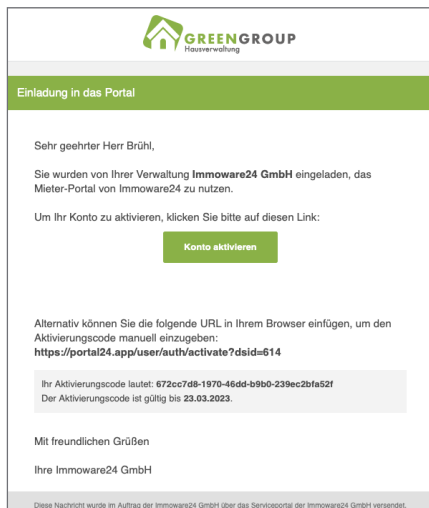 GREENGROUP
Hausverwaltung
Einladung in das Portal
Sehr geehrter Herr Brühl,
Sie wurden von Ihrer Verwaltung Immoware24 GmbH eingeladen, das
Mieter-Portal von Immoware24 zu nutzen.
Um Ihr Konto zu aktivieren, klicken Sie bitte auf diesen Link:
Konto aktivieren
Alternativ können Sie die folgende URL in Ihrem Browser einfügen, um den
Aktivierungscode manuell einzugeben:
https://portal24.app/user/auth/activate?dsid=614
Ihr Aktivierungscode lautet: 672cc7d8-1970-46dd-b9b0-239ec2bfa52f
Der Aktivierungscode ist gültig bis 23.03.2023.
Mit freundlichen Grüßen
Ihre Immoware24 GmbH
Diese Nachricht wurde im Auftrag der Immoware24 GmbH über das Serviceportal der Immoware24 GmbH versendet.